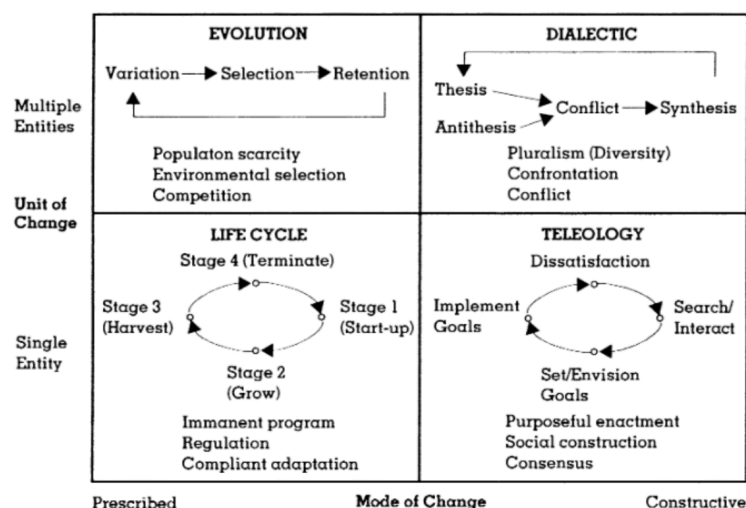 EVOLUTION
Variation Selection Retention
Populaton scarcity
Environmental selection
Competition
DIALECTIC
Thesis
Antithesis
Conflict Synthesis
Pluralism (Diversity)
Confrontation
Conflict
Multiple
Entities
Unit of
Change
LIFE CYCLE
Stage 4 (Terminate)
Stage 3
(Harvest)
Stage 1
(Start-up)
Stage 2
(Grow)
Immanent program
Regulation
Compliant adaptation
TELEOLOGY
Dissatisfaction
Implement
Goals
Search/
Interact
Set/Envision
Goals
Purposeful enactment
Social construction
Consensus
Single
Entity
Prescribed Mode of Change Constructive